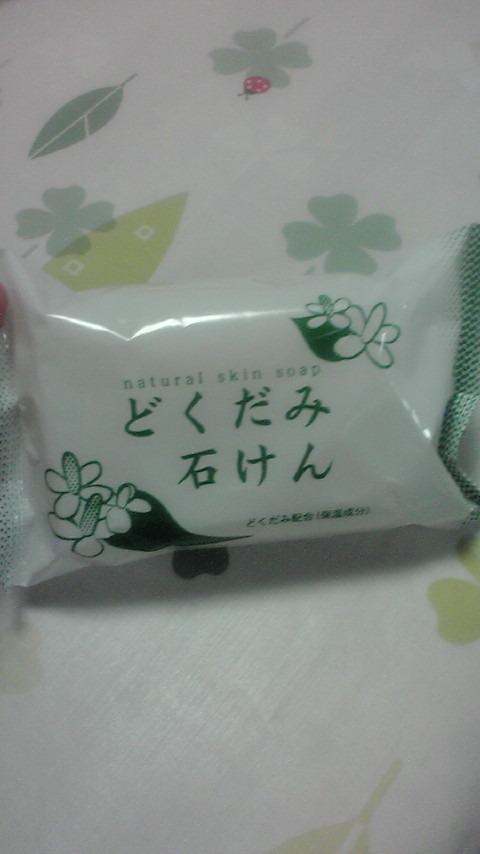 natural skin soap
どくだみ
石けん
どくだみ配合(保湿成分)